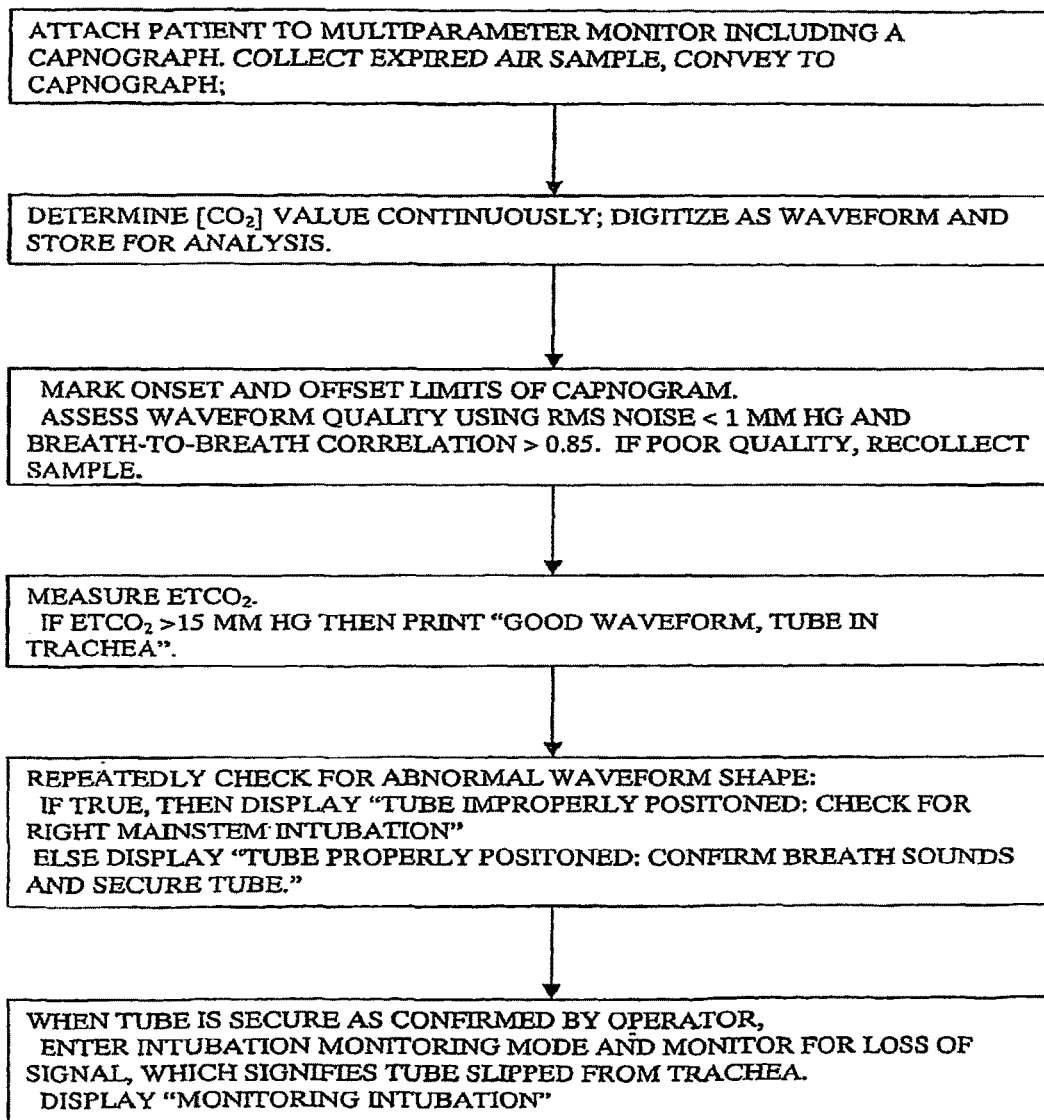 ATTACH PATIENT TO MULTIPARAMETER MONITOR INCLUDING A
CAPNOGRAPH. COLLECT EXPIRED AIR SAMPLE, CONVEY TO
CAPNOGRAPH;
DETERMINE [CO₂] VALUE CONTINUOUSLY; DIGITIZE AS WAVEFORM AND
STORE FOR ANALYSIS.
MARK ONSET AND OFFSET LIMITS OF CAPNOGRAM.
ASSESS WAVEFORM QUALITY USING RMS NOISE < 1 MM HG AND
BREATH-TO-BREATH CORRELATION > 0.85. IF POOR QUALITY, RECOLLECT
SAMPLE.
MEASURE ETCO₂.
IF ETCO₂ >15 MM HG THEN PRINT “GOOD WAVEFORM, TUBE IN
TRACHEA”.
REPEATEDLY CHECK FOR ABNORMAL WAVEFORM SHAPE:
IF TRUE, THEN DISPLAY “TUBE IMPROPERLY POSITONED: CHECK FOR
RIGHT MAINSTEM INTUBATION”
ELSE DISPLAY “TUBE PROPERLY POSITONED: CONFIRM BREATH SOUNDS
AND SECURE TUBE.”
WHEN TUBE IS SECURE AS CONFIRMED BY OPERATOR,
ENTER INTUBATION MONITORING MODE AND MONITOR FOR LOSS OF
SIGNAL, WHICH SIGNIFIES TUBE SLIPPED FROM TRACHEA.
DISPLAY “MONITORING INTUBATION”